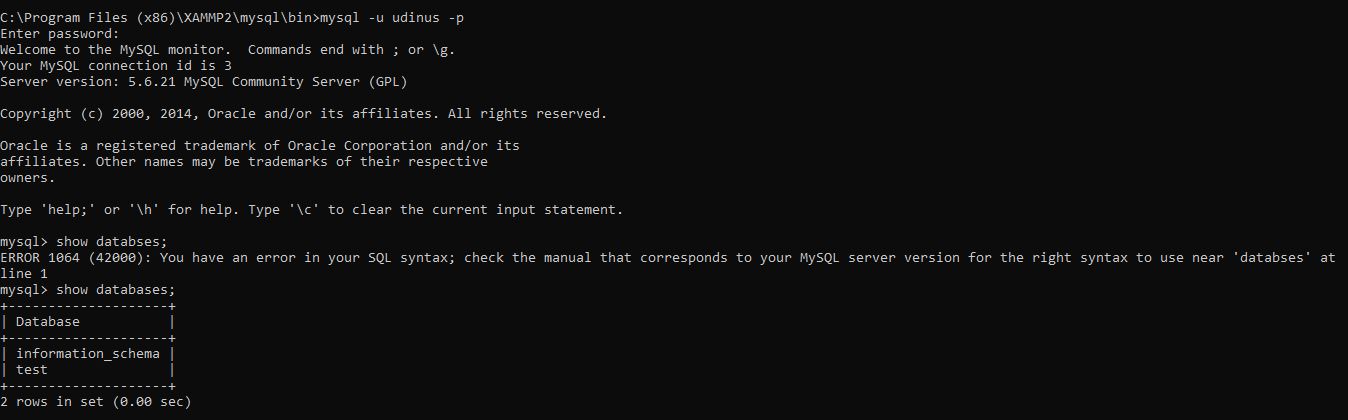 C:\Program Files (x86)\XAMMP2\mysql\bin>mysql -u udinus -p
Enter password:
Welcome to the MySQL monitor.  Commands end with ; or \g.
Your MySQL connection id is 3
Server version: 5.6.21 MySQL Community Server (GPL)

Copyright (c) 2000, 2014, Oracle and/or its affiliates. All rights reserved.

Oracle is a registered trademark of Oracle Corporation and/or its
affiliates. Other names may be trademarks of their respective
owners.

Type 'help;' or '\h' for help. Type '\c' to clear the current input statement.

mysql> show databses;
ERROR 1064 (42000): You have an error in your SQL syntax; check the manual that corresponds to your MySQL server version for the right syntax to use near 'databses' at
line 1
mysql> show databases;
+--------------------+
| Database           |
+--------------------+
| information_schema |
| test               |
+--------------------+
2 rows in set (0.00 sec)